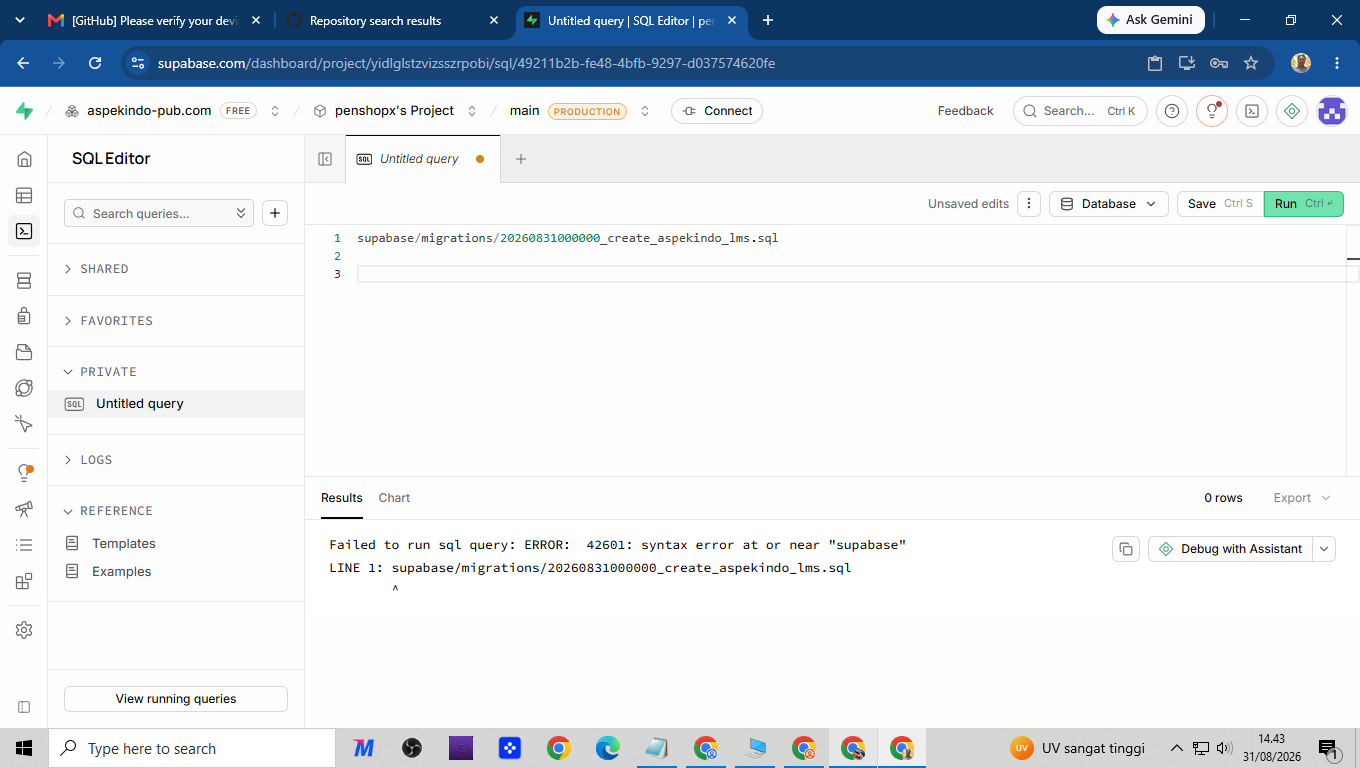 [GitHub] Please verify your devi
Repository search results
Untitled query | SQL Editor | pe
Ask Gemini
supabase.com/dashboard/project/yidlglstzvizsszrpobi/sql/49211b2b-fe48-4bfb-9297-d037574620fe
aspekindo-pub.com
FREE
penshopx's Project
main
PRODUCTION
Connect
Feedback
Search...
Ctrl K
SQL Editor
SQL
Untitled query
Search queries...
Unsaved edits
Database
Save
Ctrl S
Run
Ctrl ↵
1 supabase/migrations/20260831000000_create_aspekindo_lms.sql
2
3
SHARED
FAVORITES
PRIVATE
SQL
Untitled query
LOGS
REFERENCE
Templates
Examples
View running queries
Results
Chart
0 rows
Export
Failed to run sql query: ERROR:  42601: syntax error at or near "supabase"
LINE 1: supabase/migrations/20260831000000_create_aspekindo_lms.sql
^
Debug with Assistant
Type here to search
UV
UV sangat tinggi
14.43
31/08/2026
1